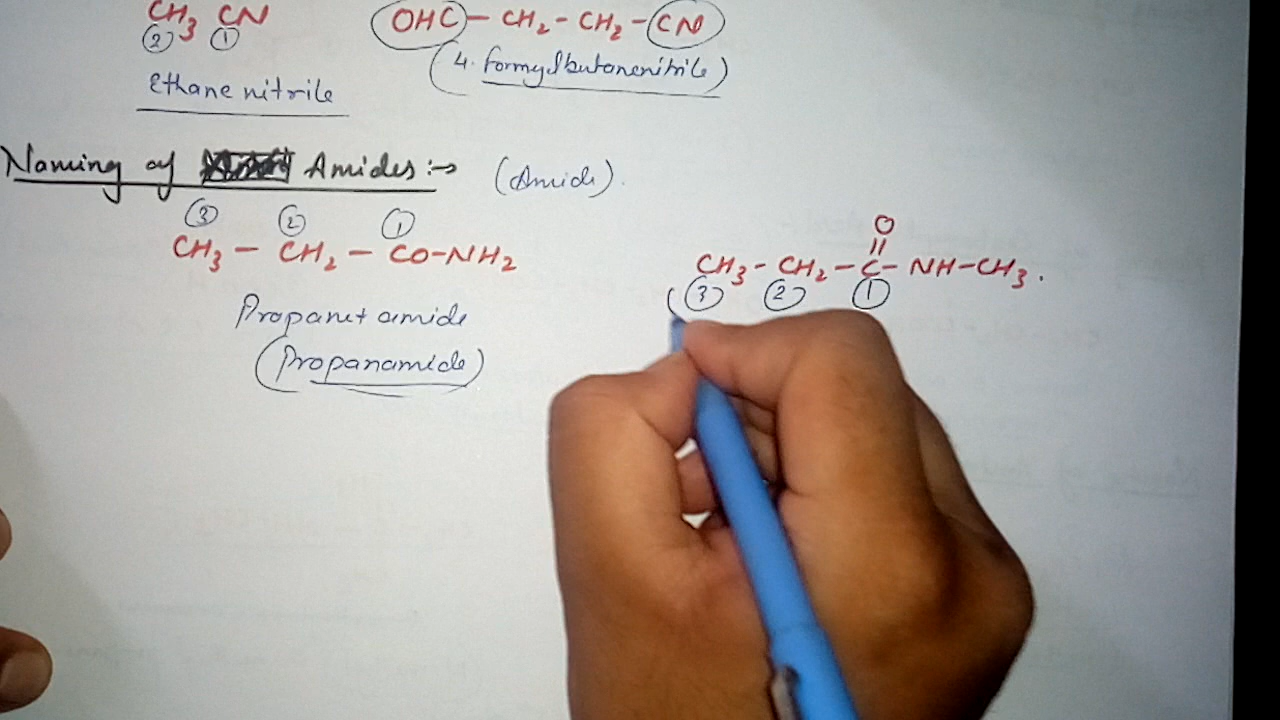 CH3 CN OHC - CH2 - CH2 - CN
② ① (4. formylbutanenitrile)
Ethane nitrile
Naming of Amides :→ (Amide).
③ ② ①
CH3 - CH2 - CO-NH2
O
||
CH3 - CH2 - C - NH - CH3.
③ ② ①
Propane+ amide
(Propanamide)